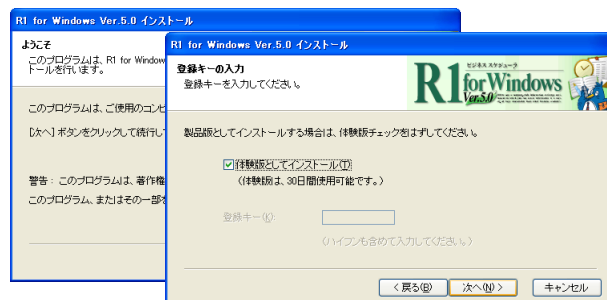 R1 for Windows Ver.5.0 インストール
ようこそ
このプログラムは、R1 for Window
トールを行います。
このプログラムは、ご使用のコンピ
[次へ] ボタンをクリックして続行し
警告： このプログラムは、著作権
このプログラム、またはその一部を
R1 for Windows Ver.5.0 インストール
登録キーの入力
登録キーを入力してください。
ビジネス スケジューラ
R1 for Windows
Ver.5.0
製品版としてインストールする場合は、体験版チェックをはずしてください。
体験版としてインストール(T)
（体験版は、30日間使用可能です。）
登録キー(K):
（ハイフンも含めて入力してください。）
< 戻る(B)
次へ(N) >
キャンセル